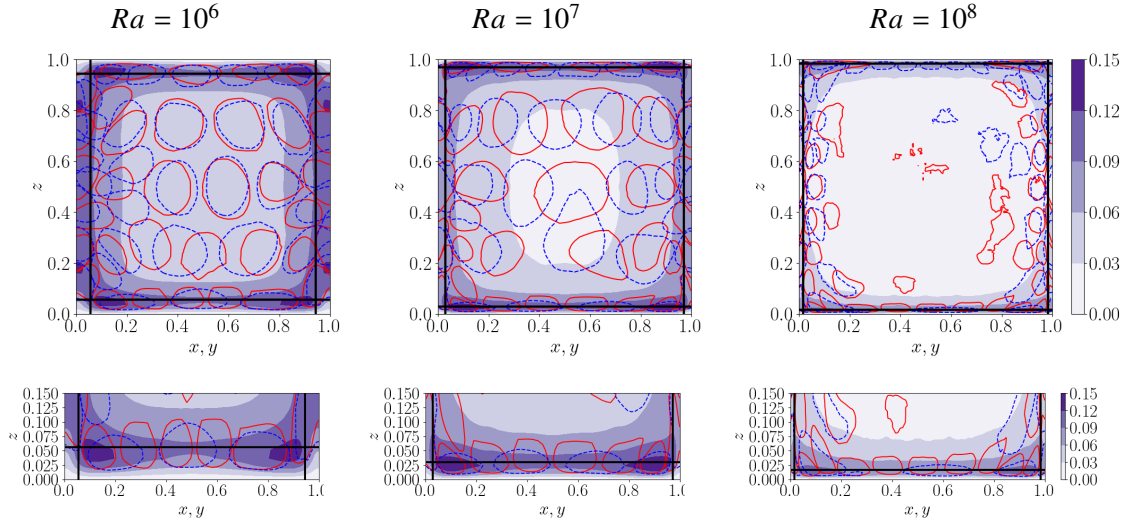 Ra = 10⁶ Ra = 10⁷ Ra = 10⁸
1.0 1.0 1.0 0.15
0.8 0.8 0.8 0.12
0.6 0.6 0.6 0.09
z z z
0.4 0.4 0.4 0.06
0.2 0.2 0.2 0.03
0.0 0.0 0.0 0.00
0.0 0.2 0.4 0.6 0.8 1.0 0.0 0.2 0.4 0.6 0.8 1.0 0.0 0.2 0.4 0.6 0.8 1.0
x, y x, y x, y
0.150 0.150 0.150 0.15
0.125 0.125 0.125 0.12
0.100 0.100 0.100 0.09
z 0.075 z 0.075 z 0.075
0.050 0.050 0.050 0.06
0.025 0.025 0.025 0.03
0.000 0.000 0.000 0.00
0.0 0.2 0.4 0.6 0.8 1.0 0.0 0.2 0.4 0.6 0.8 1.0 0.0 0.2 0.4 0.6 0.8 1.0
x, y x, y x, y